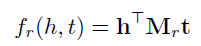 f_r(h, t) = h^⊤ M_r t